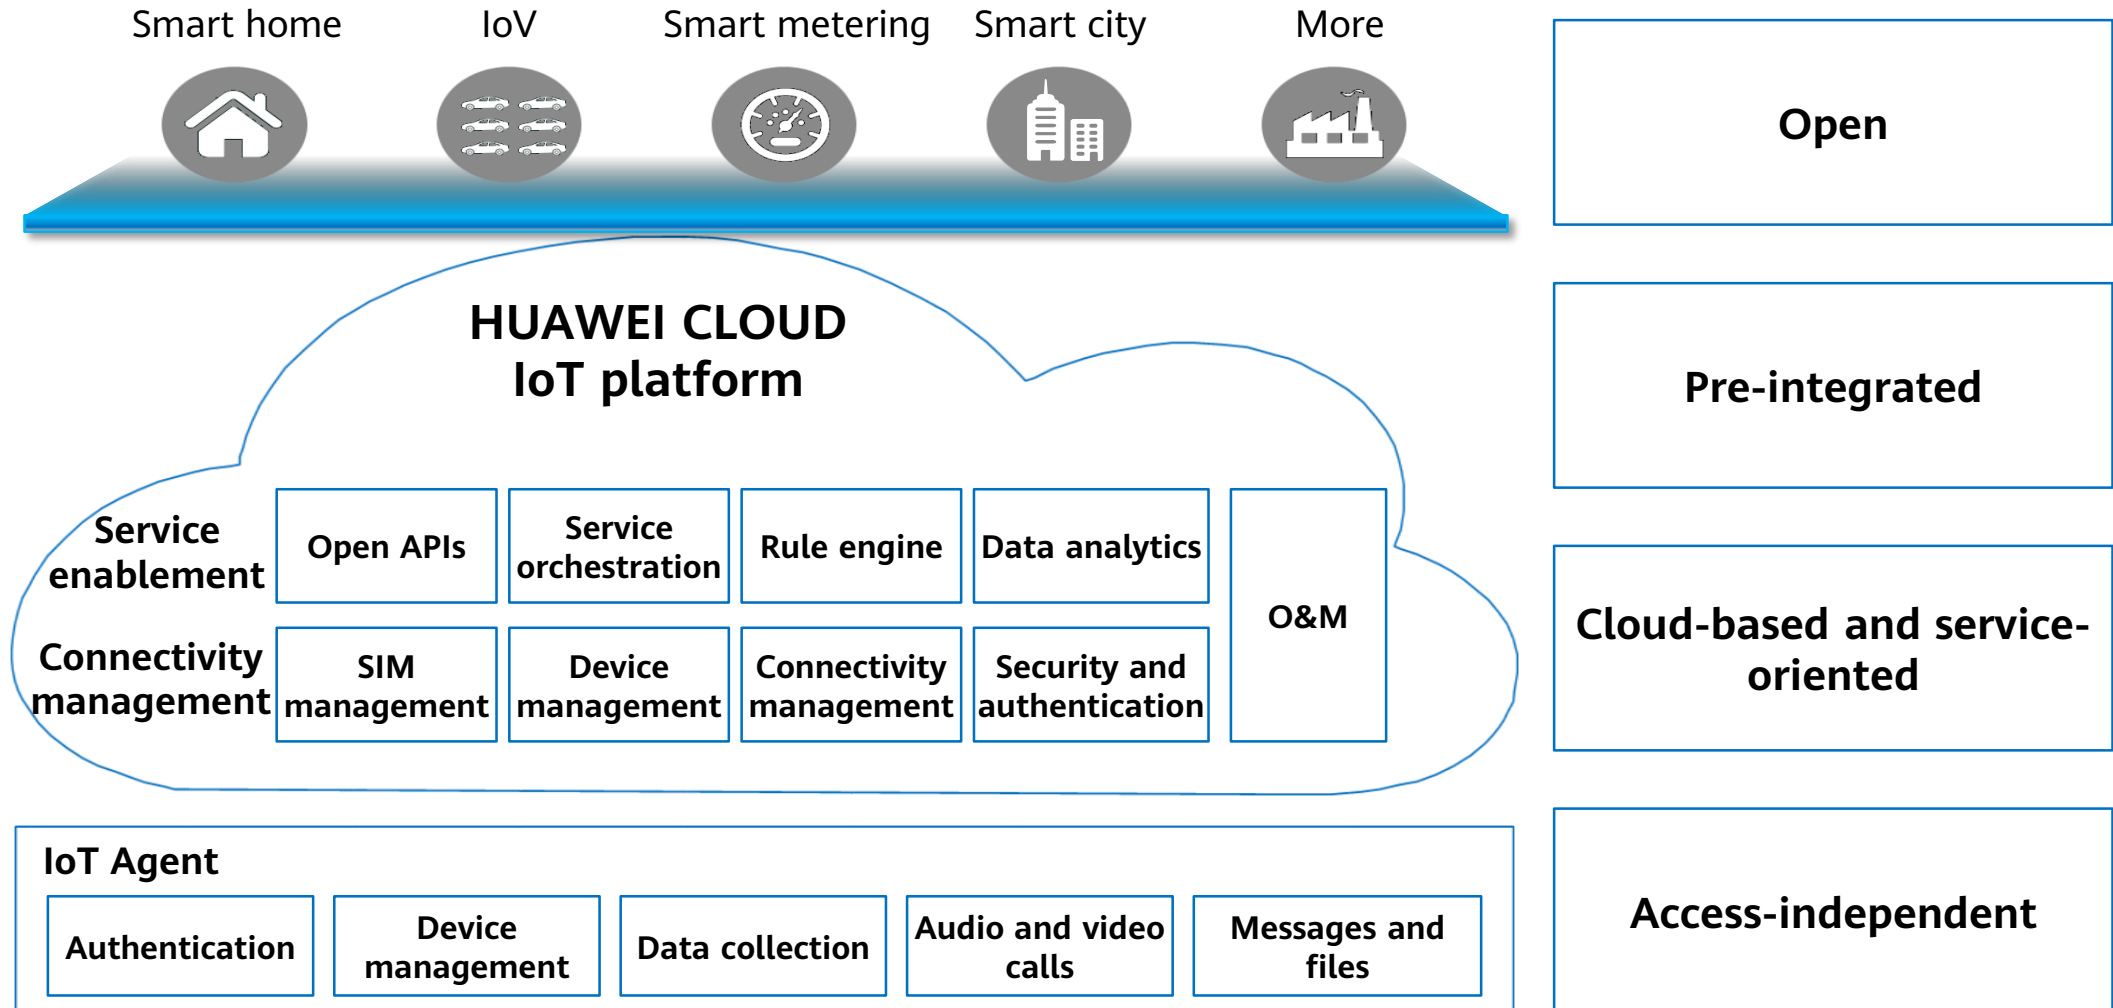 Smart home
IoV
Smart metering
Smart city
More
Open
HUAWEI CLOUD
IoT platform
Pre-integrated
Service
enablement
Open APIs
Service
orchestration
Rule engine
Data analytics
O&M
Connectivity
management
SIM
management
Device
management
Connectivity
management
Security and
authentication
Cloud-based and service-
oriented
IoT Agent
Authentication
Device
management
Data collection
Audio and video
calls
Messages and
files
Access-independent